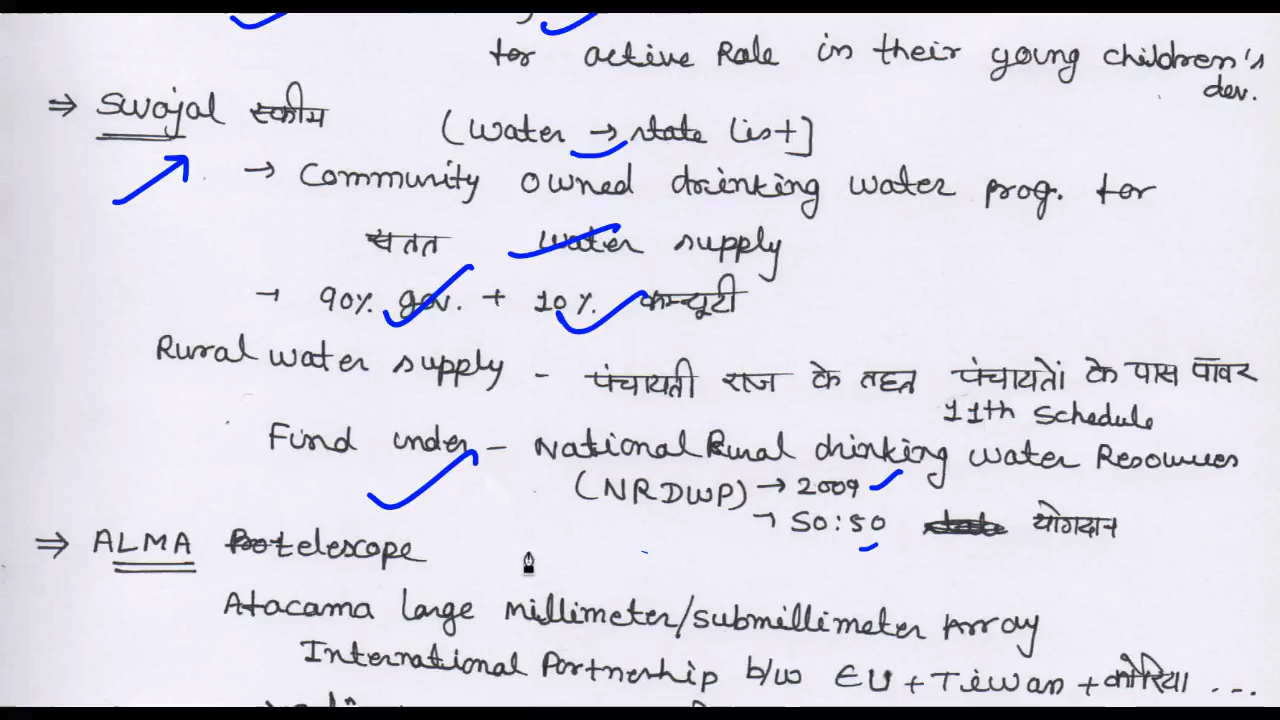 for active Role in their young children's
dev.
⇒ Swajal स्कीम
(Water → state list]
→ Community owned drinking water prog. for
सतत water supply
→ 90% gov. + 10% कम्यूटी
Rural water supply - पंचायती राज के तहत पंचायतों के पास पॉवर
11th Schedule
Find under - National Rural drinking water Resources
(NRDWP) → 2009
→ 50:50 योगदान
⇒ ALMA telescope
Atacama large millimeter/submillimeter Array
International Partnership b/w EU + Tiwan + कोरिया ...